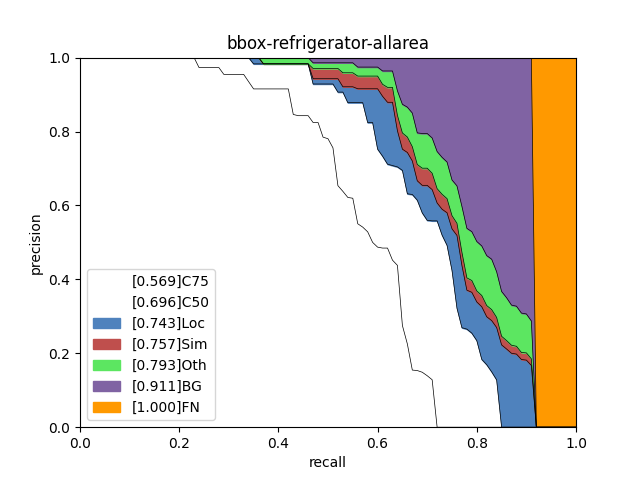 bbox-refrigerator-allarea
1.0
0.8
0.6
0.4
0.2
0.0
precision
[0.569]C75
[0.696]C50
[0.743]Loc
[0.757]Sim
[0.793]Oth
[0.911]BG
[1.000]FN
0.0 0.2 0.4 0.6 0.8 1.0
recall